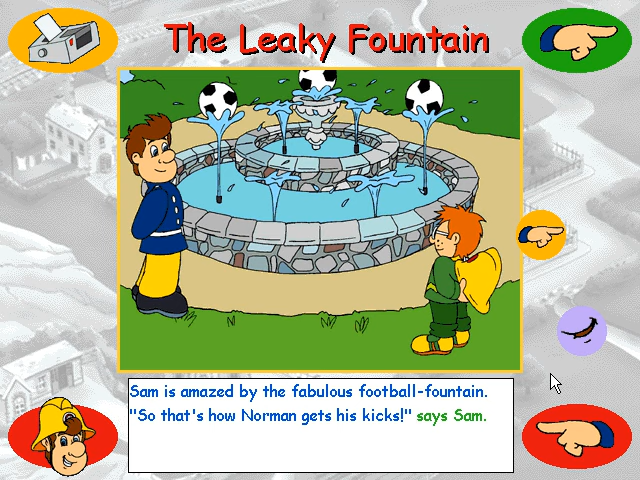 The Leaky Fountain
Sam is amazed by the fabulous football-fountain.
"So that's how Norman gets his kicks!" says Sam.